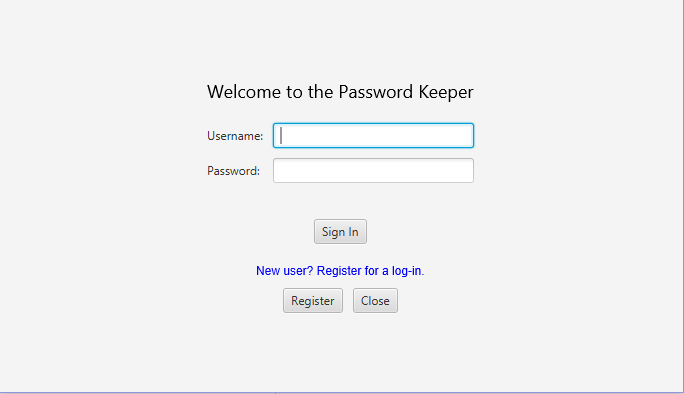 Welcome to the Password Keeper
Username:
Password:
Sign In
New user? Register for a log-in.
Register Close